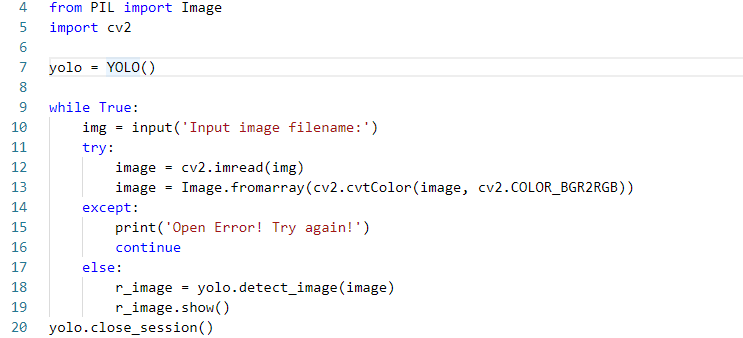 4 from PIL import Image
5 import cv2
6
7 yolo = YOLO()
8
9 while True:
10     img = input('Input image filename:')
11     try:
12         image = cv2.imread(img)
13         image = Image.fromarray(cv2.cvtColor(image, cv2.COLOR_BGR2RGB))
14     except:
15         print('Open Error! Try again!')
16         continue
17     else:
18         r_image = yolo.detect_image(image)
19         r_image.show()
20 yolo.close_session()